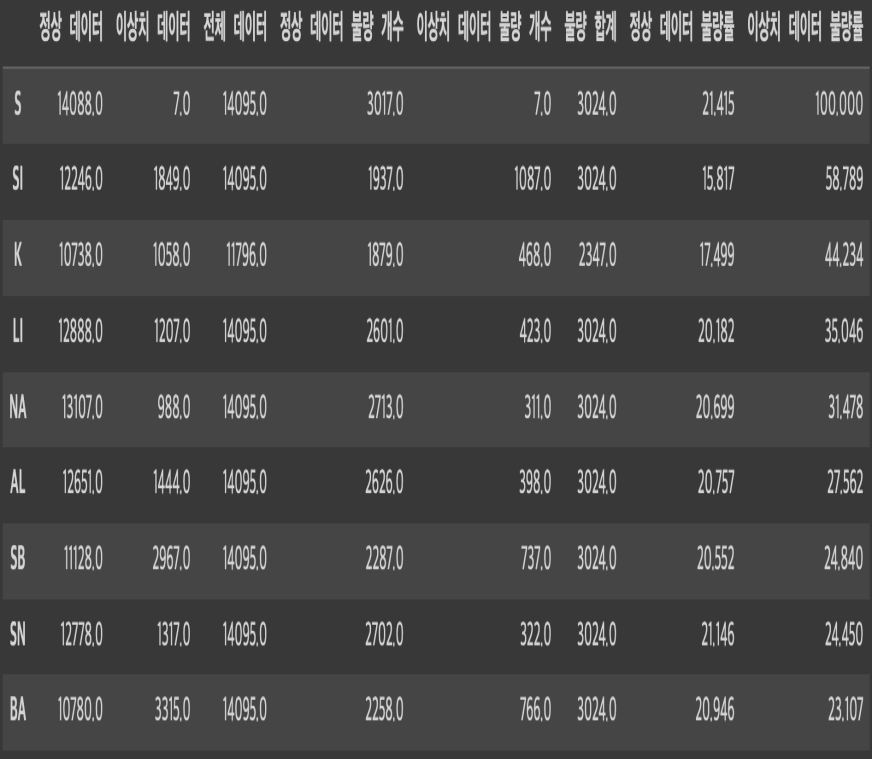 정상 데이터 이상치 데이터 전체 데이터 정상 데이터 불량 개수 이상치 데이터 불량 개수 불량 합계 정상 데이터 불량률 이상치 데이터 불량률
S 14088.0 7.0 14095.0 3017.0 7.0 3024.0 21.415 100.000
SI 12246.0 1849.0 14095.0 1937.0 1087.0 3024.0 15.817 58.789
K 10738.0 1058.0 11796.0 1879.0 468.0 2347.0 17.499 44.234
LI 12888.0 1207.0 14095.0 2601.0 423.0 3024.0 20.182 35.046
NA 13107.0 988.0 14095.0 2713.0 311.0 3024.0 20.699 31.478
AL 12651.0 1444.0 14095.0 2626.0 398.0 3024.0 20.757 27.562
SB 11128.0 2967.0 14095.0 2287.0 737.0 3024.0 20.552 24.840
SN 12778.0 1317.0 14095.0 2702.0 322.0 3024.0 21.146 24.450
BA 10780.0 3315.0 14095.0 2258.0 766.0 3024.0 20.946 23.107